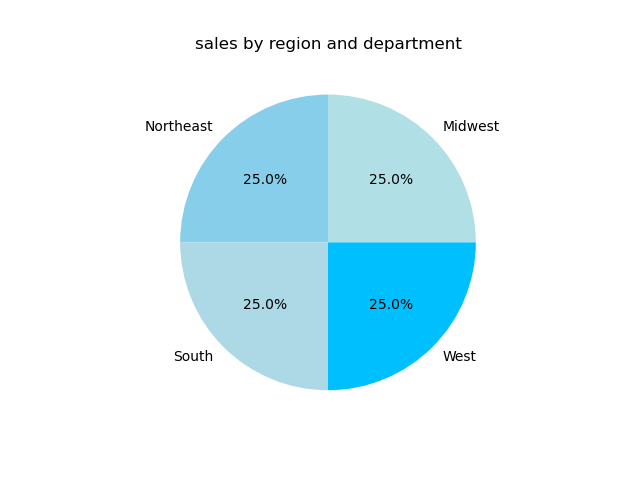 sales by region and department
Northeast
Midwest
25.0%
25.0%
25.0%
25.0%
South
West